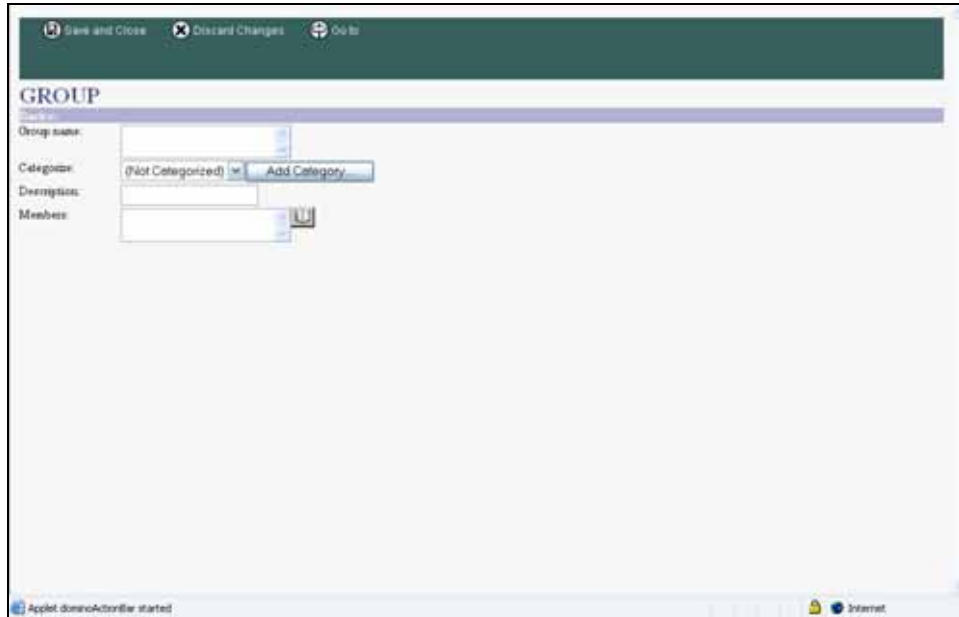 Save and Close Discard Changes Go to
GROUP
Group name:
Categorize: (Not Categorized) Add Category...
Description:
Members:
Applet dominoActionBar started Internet